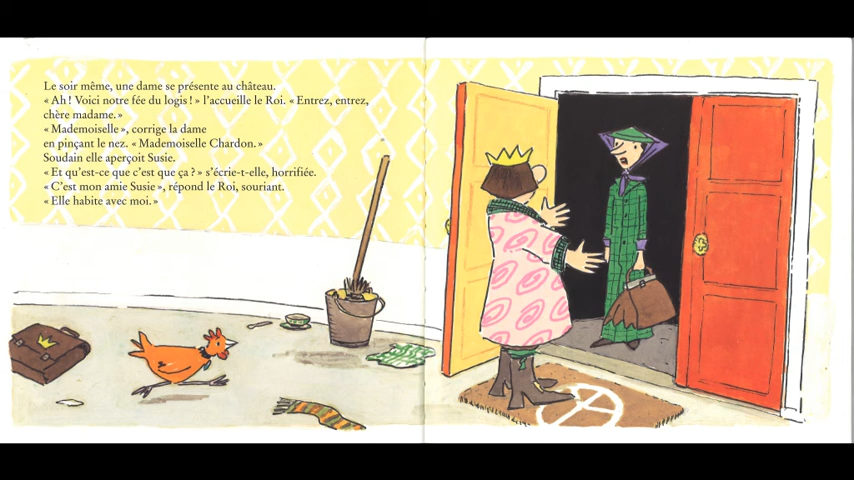 Le soir même, une dame se présente au château.
« Ah ! Voici notre fée du logis ! » l'accueille le Roi. « Entrez, entrez,
chère madame. »
« Mademoiselle », corrige la dame
en pinçant le nez. « Mademoiselle Chardon. »
Soudain elle aperçoit Susie.
« Et qu'est-ce que c'est que ça ? » s'écrie-t-elle, horrifiée.
« C'est mon amie Susie », répond le Roi, souriant.
« Elle habite avec moi. »